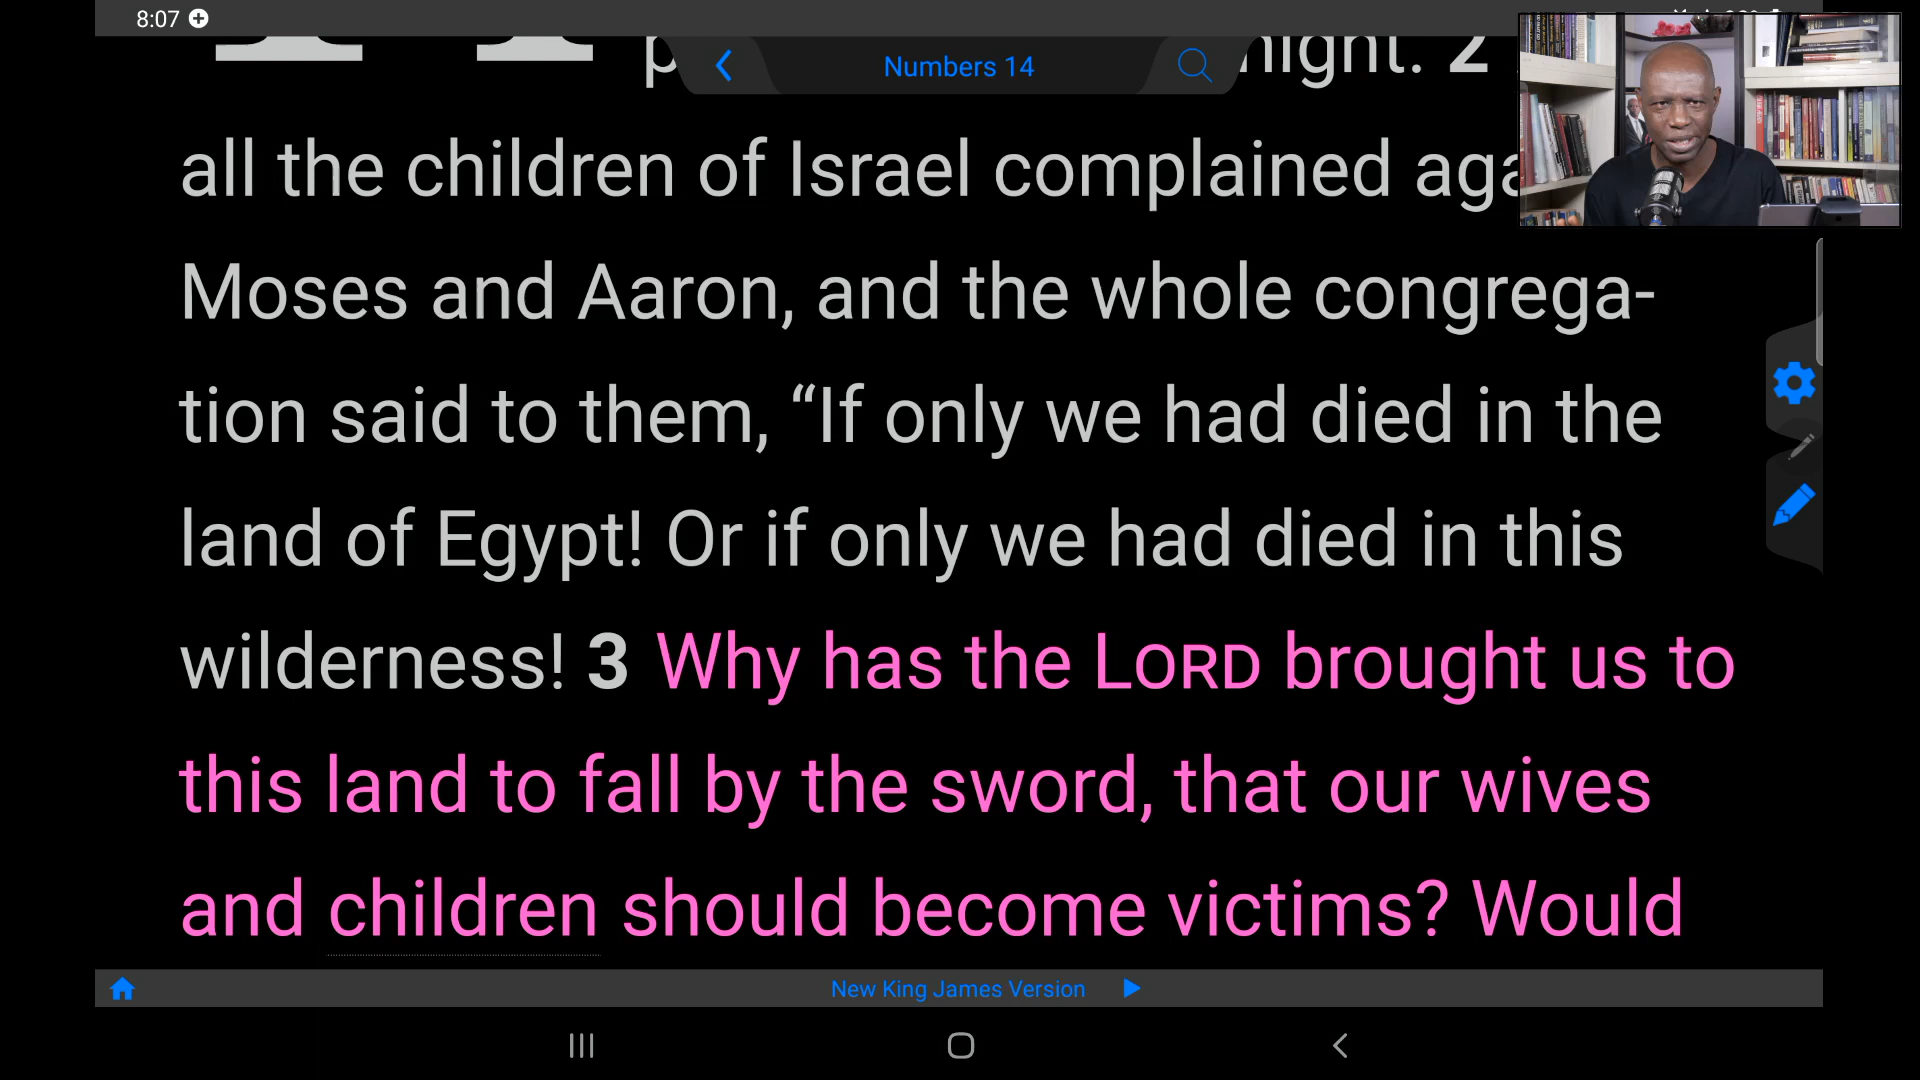 8:07
Numbers 14
night. 2
all the children of Israel complained
Moses and Aaron, and the whole congrega-
tion said to them, “If only we had died in the
land of Egypt! Or if only we had died in this
wilderness! 3 Why has the LORD brought us to
this land to fall by the sword, that our wives
and children should become victims? Would
New King James Version